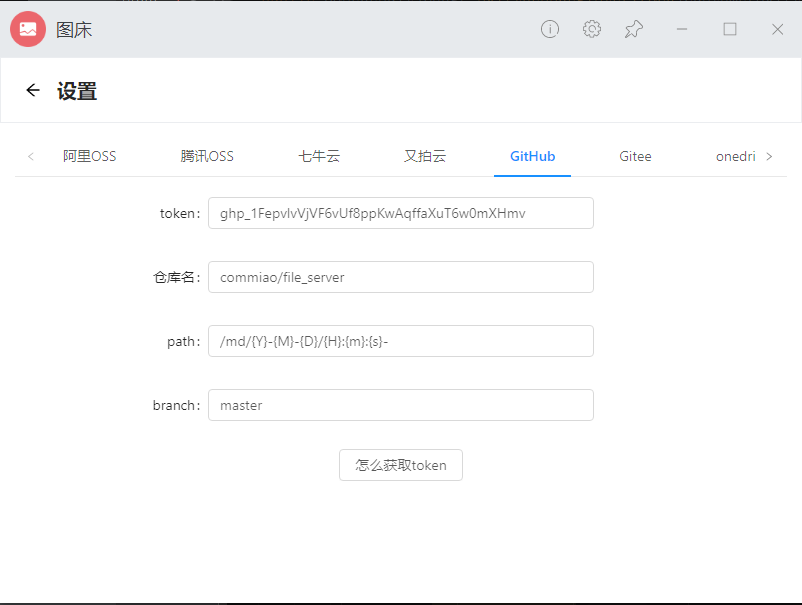 图床
设置
阿里OSS 腾讯OSS 七牛云 又拍云 GitHub Gitee onedri
token: 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
仓库名: commiao/file_server
path: /md/{Y}-{M}-{D}/{H}:{m}:{s}-
branch: master
怎么获取token